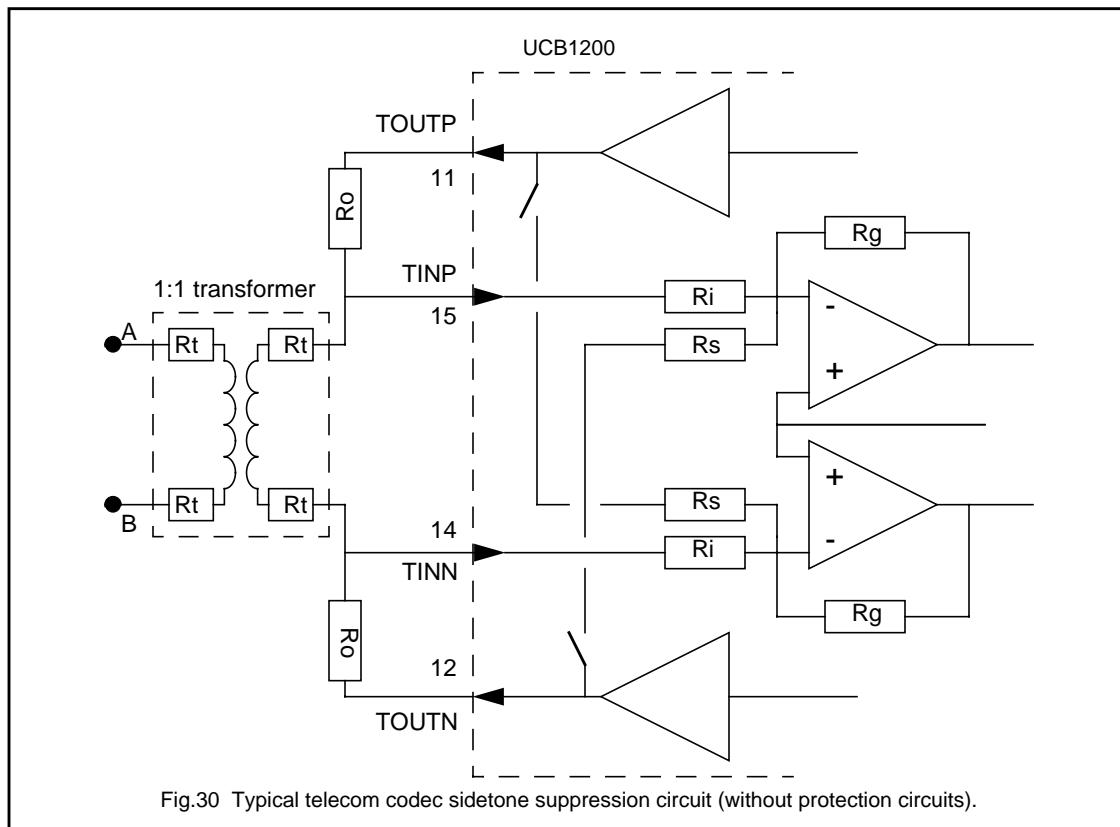 UCB1200
TOUTP
11
Ro
Rg
TINP
1:1 transformer
15
Ri
-
A
Rt
Rt
Rs
+
Rt
Rt
B
Rs
+
14
Ri
-
TINN
Rg
Ro
12
TOUTN
Fig.30 Typical telecom codec sidetone suppression circuit (without protection circuits).